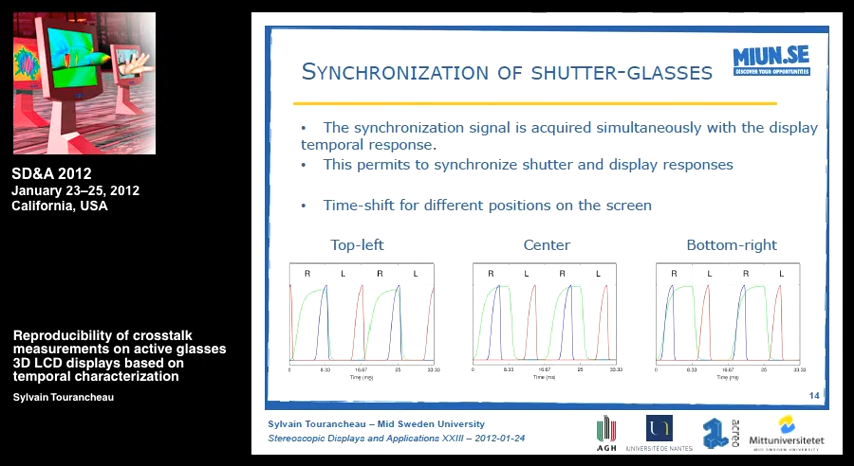 SD&A 2012
January 23–25, 2012
California, USA
Reproducibility of crosstalk
measurements on active glasses
3D LCD displays based on
temporal characterization
Sylvain Tourancheau
SYNCHRONIZATION OF SHUTTER-GLASSES
MIUN.SE
DISCOVER YOUR OPPORTUNITIES
• The synchronization signal is acquired simultaneously with the display
temporal response.
• This permits to synchronize shutter and display responses
• Time-shift for different positions on the screen
Top-left
R L R L
0 8.33 16.67 25 33.33
Time (ms)
Center
R L R L
0 8.33 16.67 25 33.33
Time (ms)
Bottom-right
R L R L
0 8.33 16.67 25 33.33
Time (ms)
14
Sylvain Tourancheau – Mid Sweden University
Stereoscopic Displays and Applications XXIII – 2012-01-24
AGH
UNIVERSITÉ DE NANTES
acreo
Mittuniversitetet
MID SWEDEN UNIVERSITY